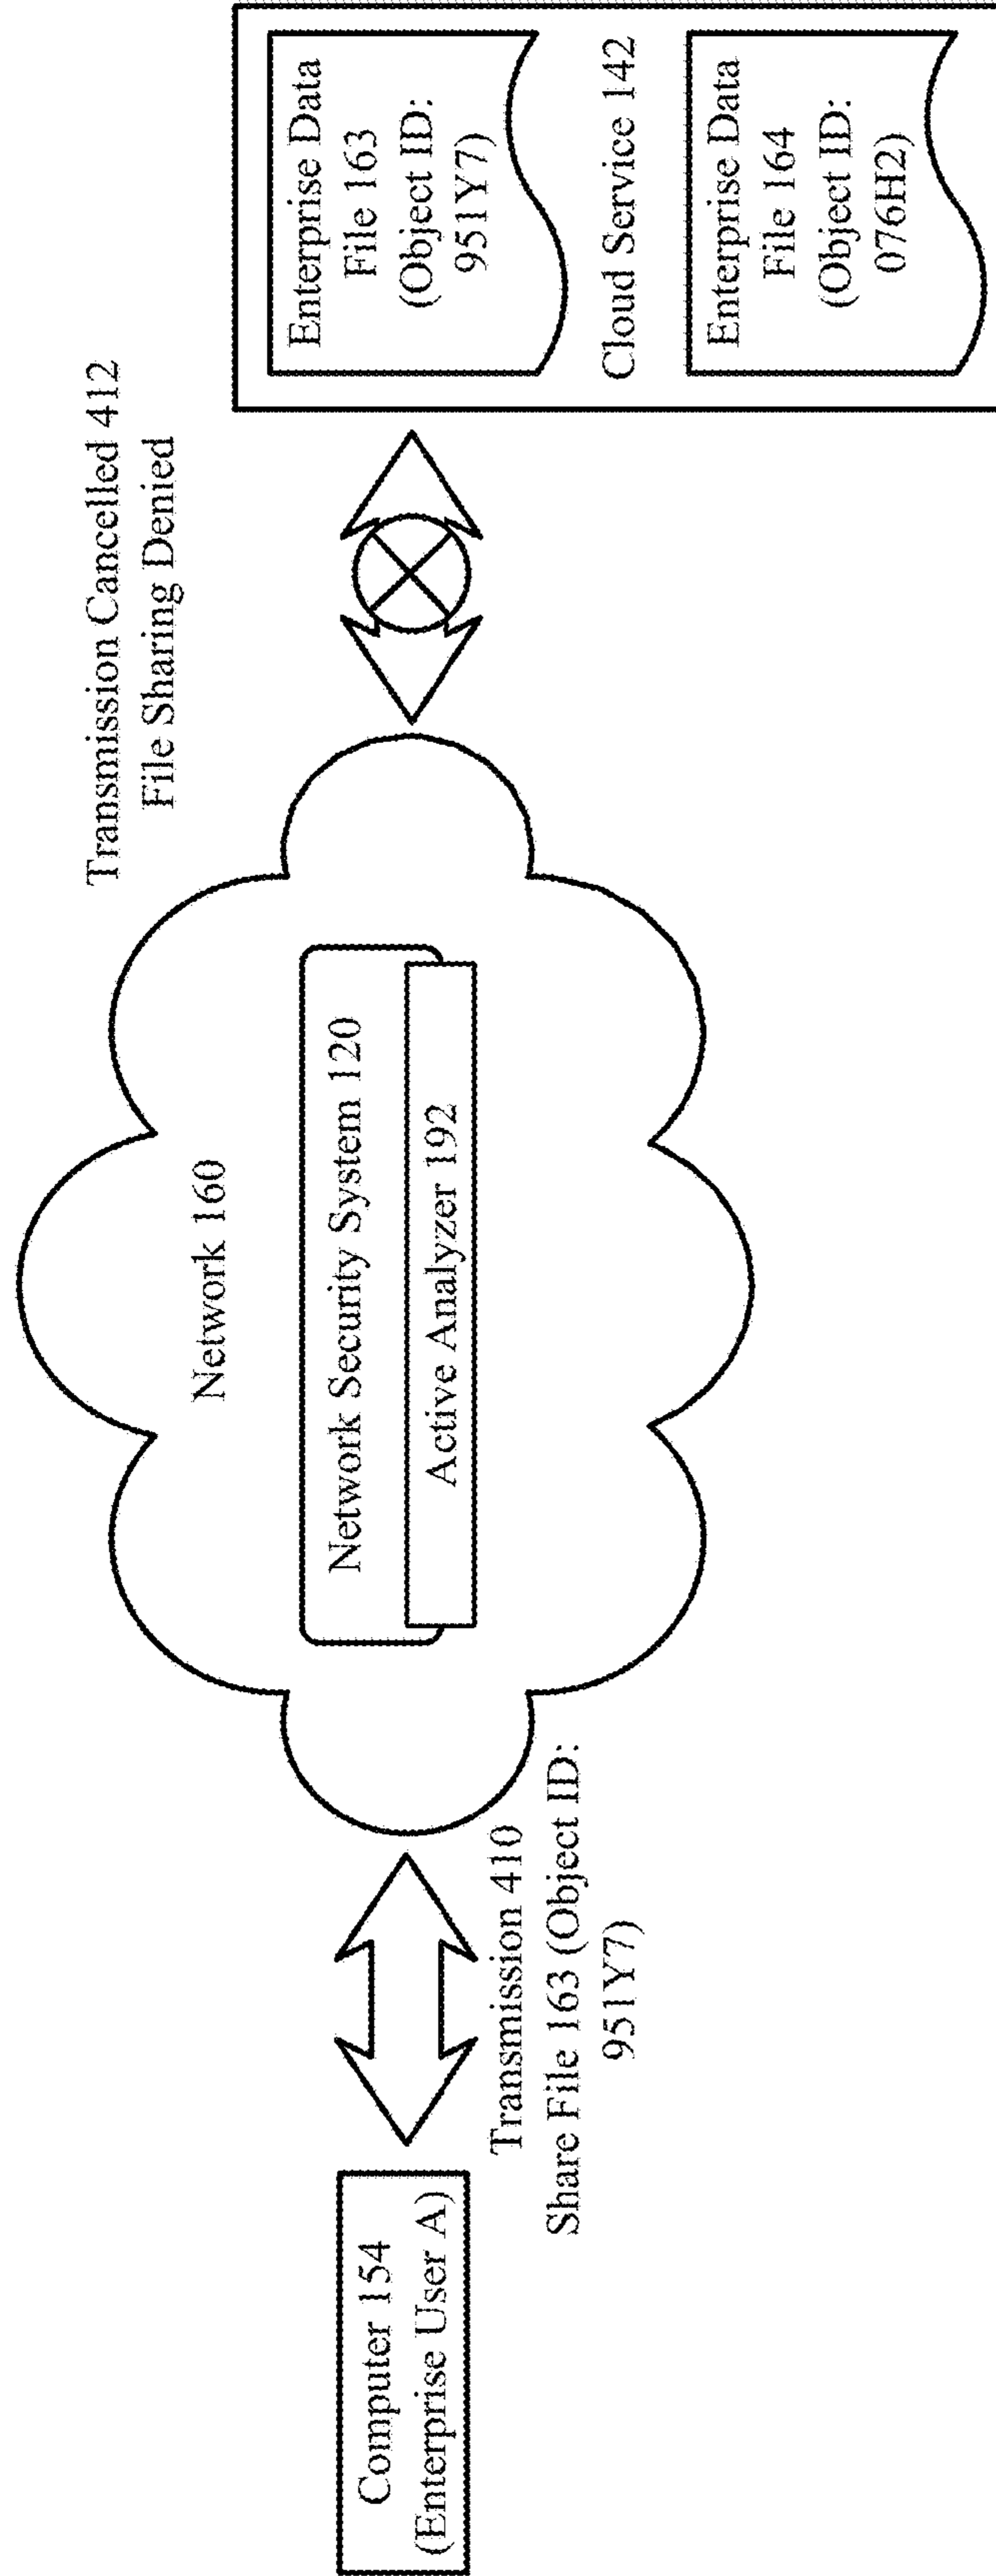 Computer 154
(Enterprise User A)
Transmission 410
Share File 163 (Object ID:
951Y7)
Network 160
Network Security System 120
Active Analyzer 192
Transmission Cancelled 412
File Sharing Denied
Enterprise Data
File 163
(Object ID:
951Y7)
Cloud Service 142
Enterprise Data
File 164
(Object ID:
076H2)